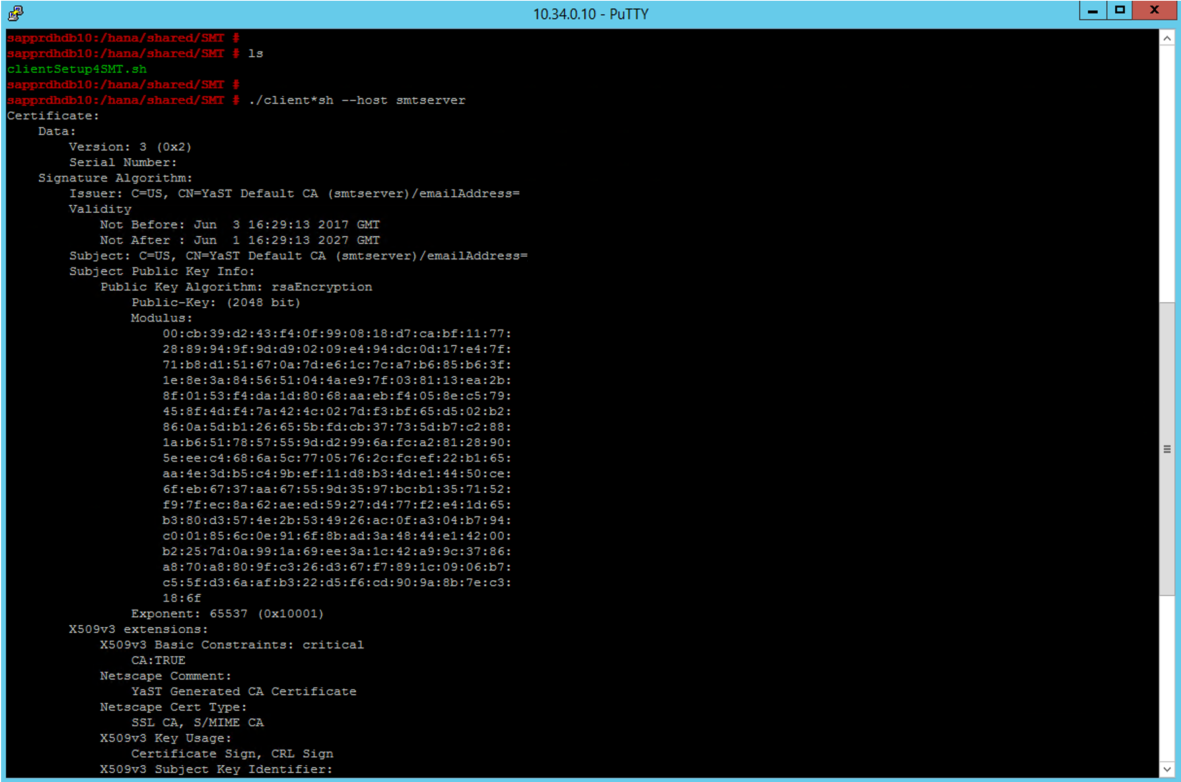 10.34.0.10 - PuTTY
sapprdhdb10:/hana/shared/SMT #
sapprdhdb10:/hana/shared/SMT # ls
clientSetup4SMT.sh
sapprdhdb10:/hana/shared/SMT #
sapprdhdb10:/hana/shared/SMT # ./client*sh --host smtserver
Certificate:
    Data:
        Version: 3 (0x2)
        Serial Number:
    Signature Algorithm:
        Issuer: C=US, CN=YaST Default CA (smtserver)/emailAddress=
        Validity
            Not Before: Jun  3 16:29:13 2017 GMT
            Not After : Jun  1 16:29:13 2027 GMT
        Subject: C=US, CN=YaST Default CA (smtserver)/emailAddress=
        Subject Public Key Info:
            Public Key Algorithm: rsaEncryption
                Public-Key: (2048 bit)
                Modulus:
                    00:cb:39:d2:43:f4:0f:99:08:18:d7:ca:bf:11:77:
                    28:89:94:9f:9d:d9:02:09:e4:94:dc:0d:17:e4:7f:
                    71:b8:d1:51:67:0a:7d:e6:1c:7c:a7:b6:85:b6:3f:
                    1e:8e:3a:84:56:51:04:4a:e9:7f:03:81:13:ea:2b:
                    8f:01:53:f4:da:1d:80:68:aa:eb:f4:05:8e:c5:79:
                    45:8f:4d:f4:7a:42:4c:02:7d:f3:bf:65:d5:02:b2:
                    86:0a:5d:b1:26:65:5b:fd:cb:37:73:5d:b7:c2:88:
                    1a:b6:51:78:57:55:9d:d2:99:6a:fc:a2:81:28:90:
                    5e:ee:c4:68:6a:5c:77:05:76:2c:fc:ef:22:b1:65:
                    aa:4e:3d:b5:c4:9b:ef:11:d8:b3:4d:e1:44:50:ce:
                    6f:eb:67:37:aa:67:55:9d:35:97:bc:b1:35:71:52:
                    f9:7f:ec:8a:62:ae:ed:59:27:d4:77:f2:e4:1d:65:
                    b3:80:d3:57:4e:2b:53:49:26:ac:0f:a3:04:b7:94:
                    c0:01:85:6c:0e:91:6f:8b:ad:3a:48:44:e1:42:00:
                    b2:25:7d:0a:99:1a:69:ee:3a:1c:42:a9:9c:37:86:
                    a8:70:a8:80:9f:c3:26:d3:67:f7:89:1c:09:06:b7:
                    c5:5f:d3:6a:af:b3:22:d5:f6:cd:90:9a:8b:7e:c3:
                    18:6f
                Exponent: 65537 (0x10001)
        X509v3 extensions:
            X509v3 Basic Constraints: critical
                CA:TRUE
            Netscape Comment:
                YaST Generated CA Certificate
            Netscape Cert Type:
                SSL CA, S/MIME CA
            X509v3 Key Usage:
                Certificate Sign, CRL Sign
            X509v3 Subject Key Identifier: